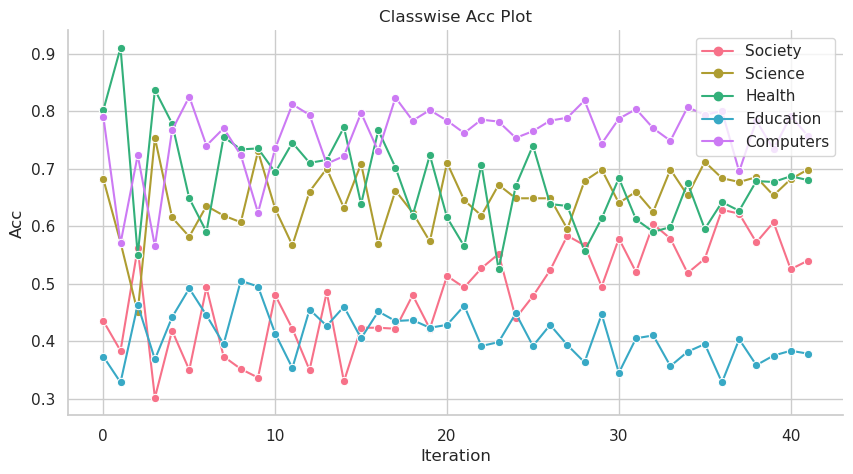 Classwise Acc Plot
Society
Science
Health
Education
Computers
0.9
0.8
0.7
0.6
0.5
0.4
0.3
Acc
0
10
20
30
40
Iteration